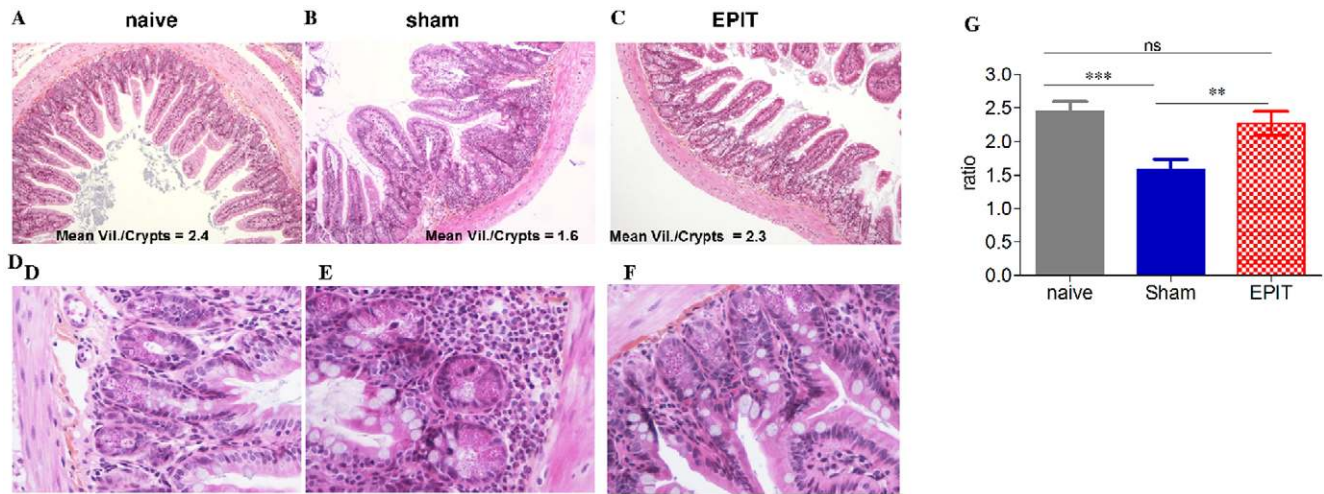 A naive
B sham
C EPIT
Mean Vil./Crypts = 2.4
Mean Vil./Crypts = 1.6
Mean Vil./Crypts = 2.3
D D
E
F
G
ns
***
**
3.0
2.5
2.0
1.5
1.0
0.5
0.0
ratio
naive Sham EPIT